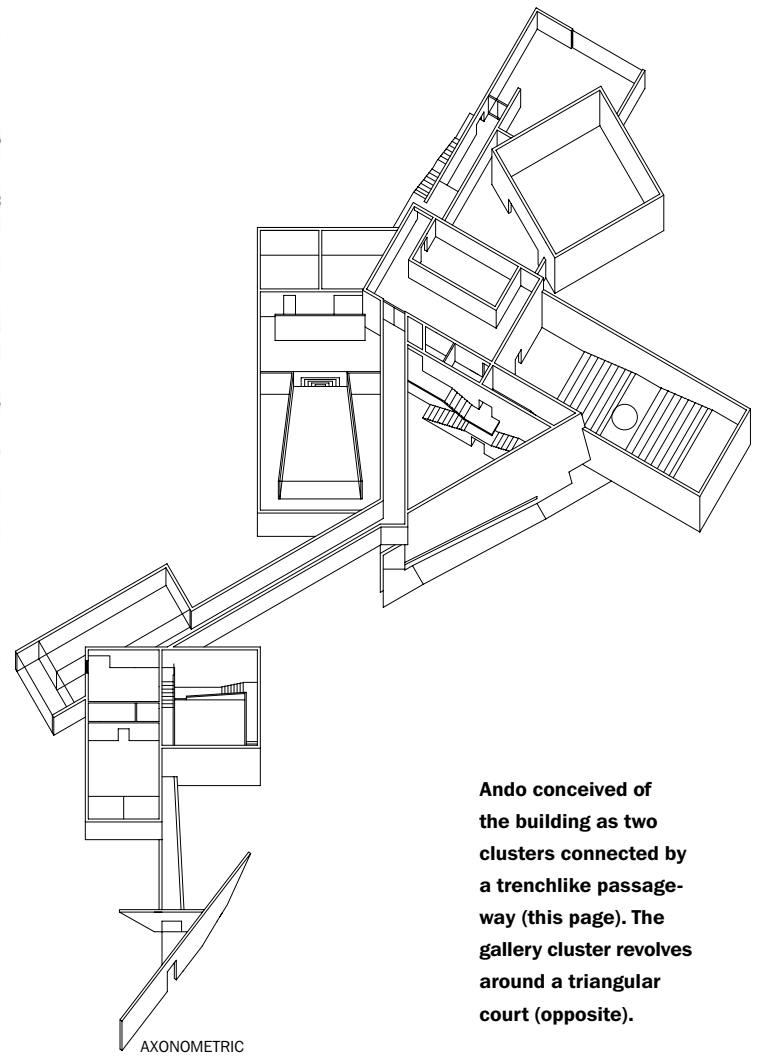 Ando conceived of
the building as two
clusters connected by
a trenchlike passage-
way (this page). The
gallery cluster revolves
around a triangular
court (opposite).
AXONOMETRIC